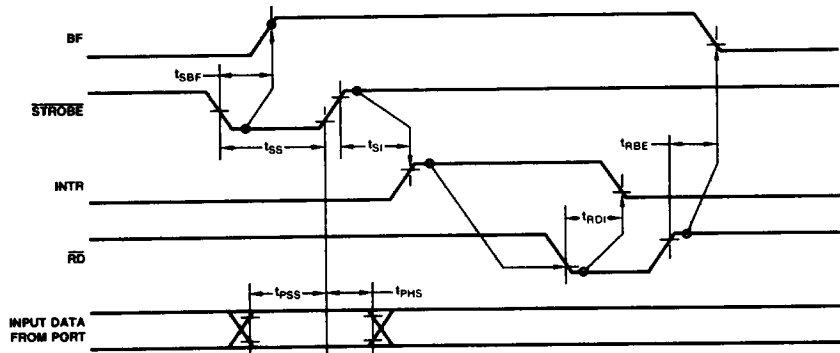 BF
tSBF
STROBE
tSS
tSI
tRBE
INTR
tRDI
RD
tPSS
tPHS
INPUT DATA
FROM PORT